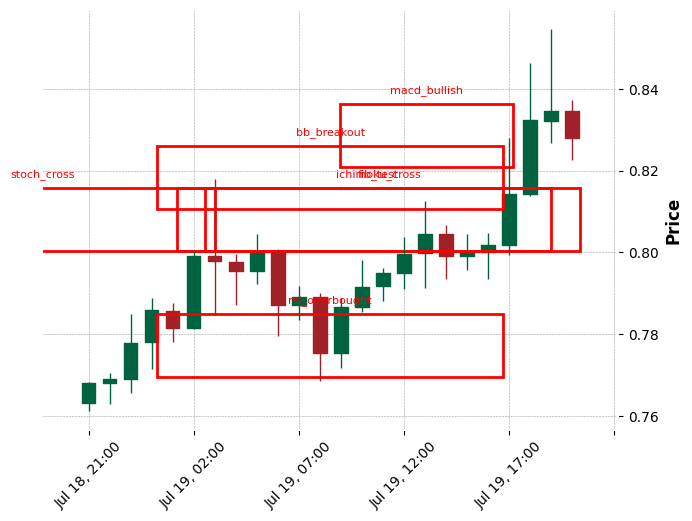 macd_bullish
bb_breakout
stoch_cross
0.84
0.82
0.80
0.78
0.76
Price
Jul 18, 21:00
Jul 19, 02:00
Jul 19, 07:00
Jul 19, 12:00
Jul 19, 17:00